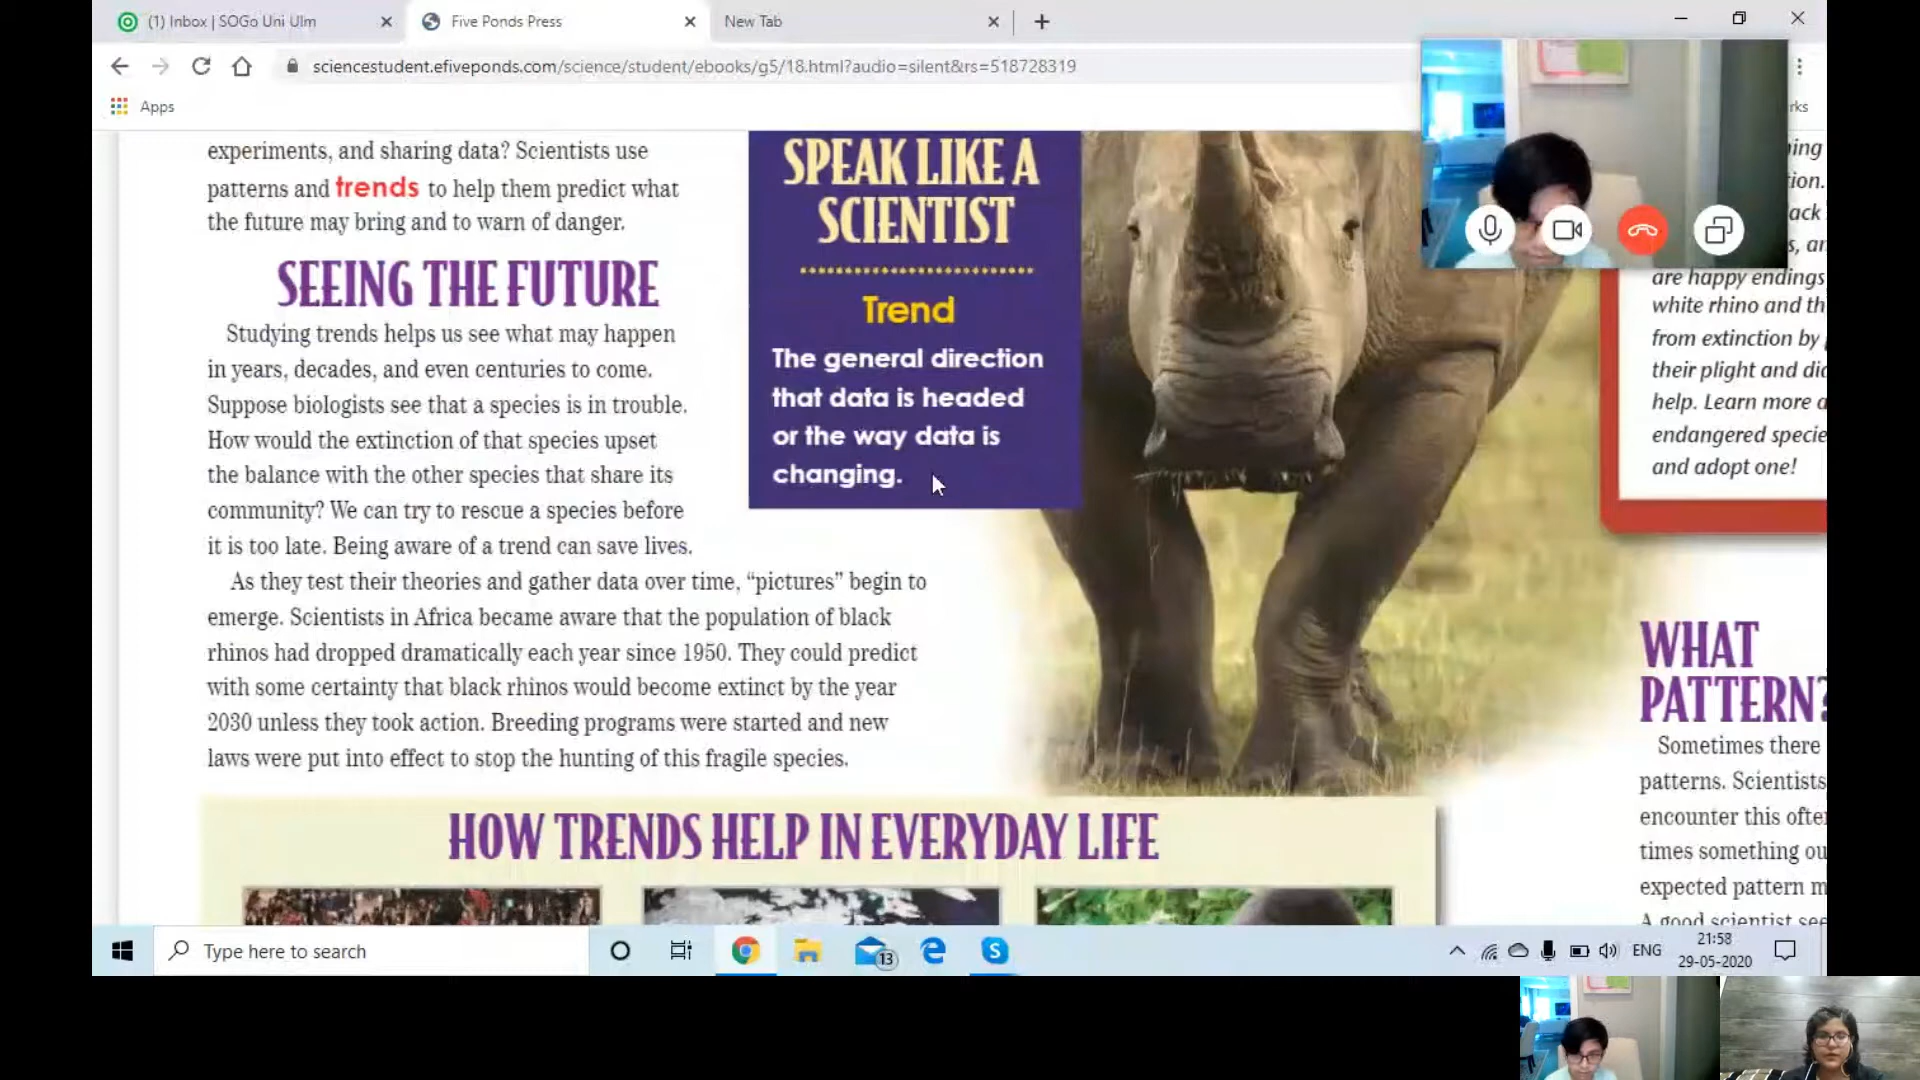 (1) Inbox | SOGo Uni Ulm
Five Ponds Press
New Tab
sciencestudent.efiveponds.com/science/student/ebooks/g5/18.html?audio=silent&rs=518728319
Apps
rks
experiments, and sharing data? Scientists use
patterns and trends to help them predict what
the future may bring and to warn of danger.
SEEING THE FUTURE
Studying trends helps us see what may happen
in years, decades, and even centuries to come.
Suppose biologists see that a species is in trouble.
How would the extinction of that species upset
the balance with the other species that share its
community? We can try to rescue a species before
it is too late. Being aware of a trend can save lives.
As they test their theories and gather data over time, “pictures” begin to
emerge. Scientists in Africa became aware that the population of black
rhinos had dropped dramatically each year since 1950. They could predict
with some certainty that black rhinos would become extinct by the year
2030 unless they took action. Breeding programs were started and new
laws were put into effect to stop the hunting of this fragile species.
SPEAK LIKE A
SCIENTIST
Trend
The general direction
that data is headed
or the way data is
changing.
are happy endings
white rhino and th
from extinction by
their plight and did
help. Learn more a
endangered specie
and adopt one!
WHAT
PATTERN?
Sometimes there
patterns. Scientists
encounter this ofte
times something ou
expected pattern m
A good scientist see
HOW TRENDS HELP IN EVERYDAY LIFE
Type here to search
13
ENG
21:58
29-05-2020